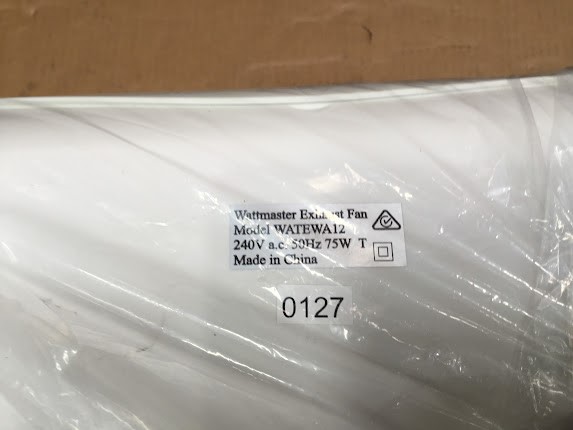 Wattmaster Exhaust Fan
Model WATEWA12
240V a.c. 50Hz 75W T
Made in China
0127